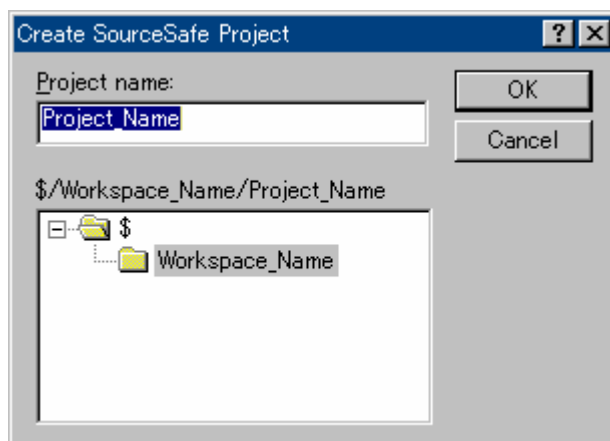 Create SourceSafe Project
Project name:
OK
Project_Name
Cancel
$/Workspace_Name/Project_Name
$
Workspace_Name